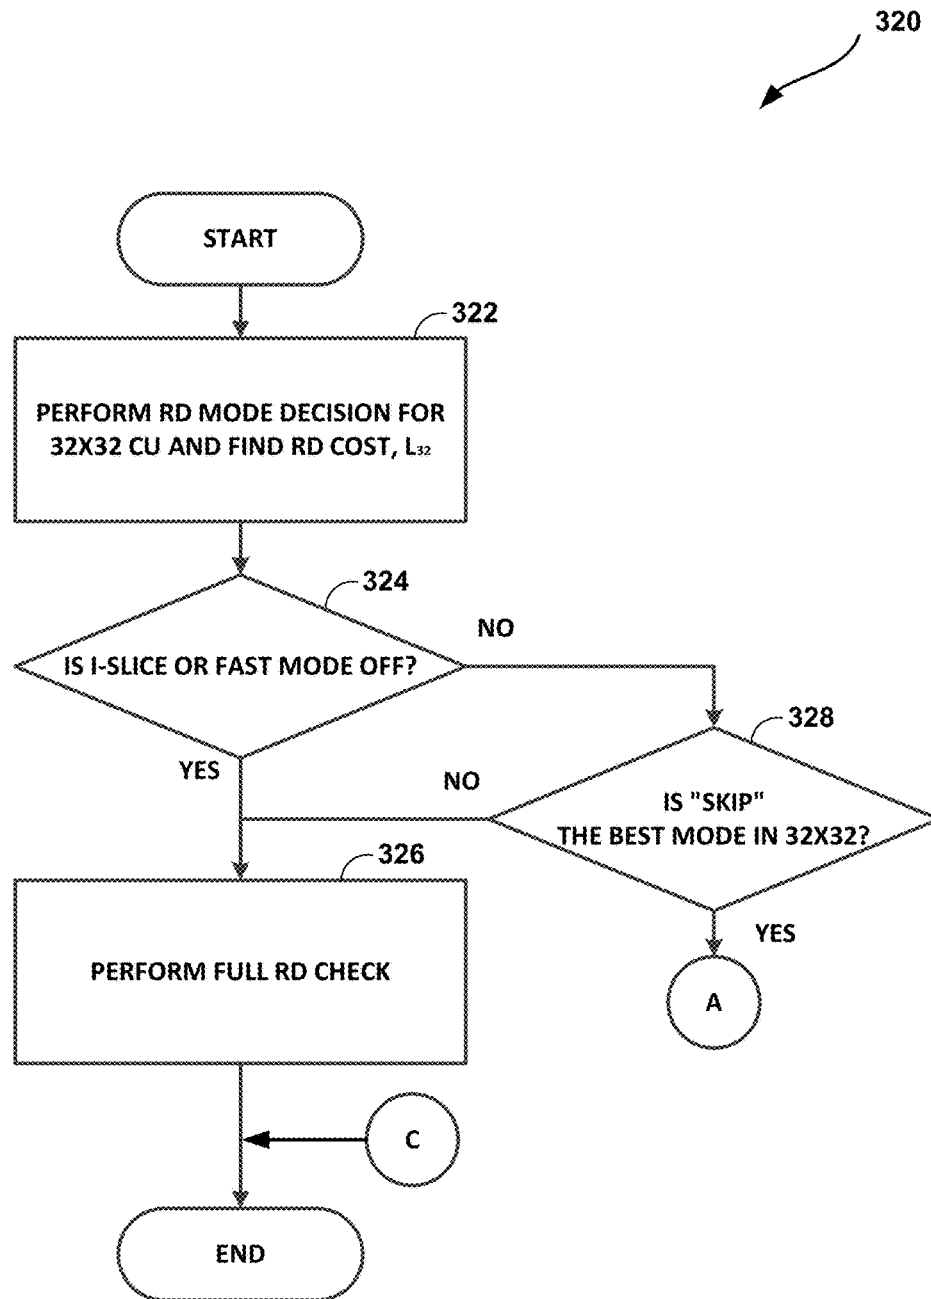 320
START
322
PERFORM RD MODE DECISION FOR
32X32 CU AND FIND RD COST, L₃₂
324
NO
IS I-SLICE OR FAST MODE OFF?
328
YES
NO
IS "SKIP"
THE BEST MODE IN 32X32?
326
YES
PERFORM FULL RD CHECK
A
C
END